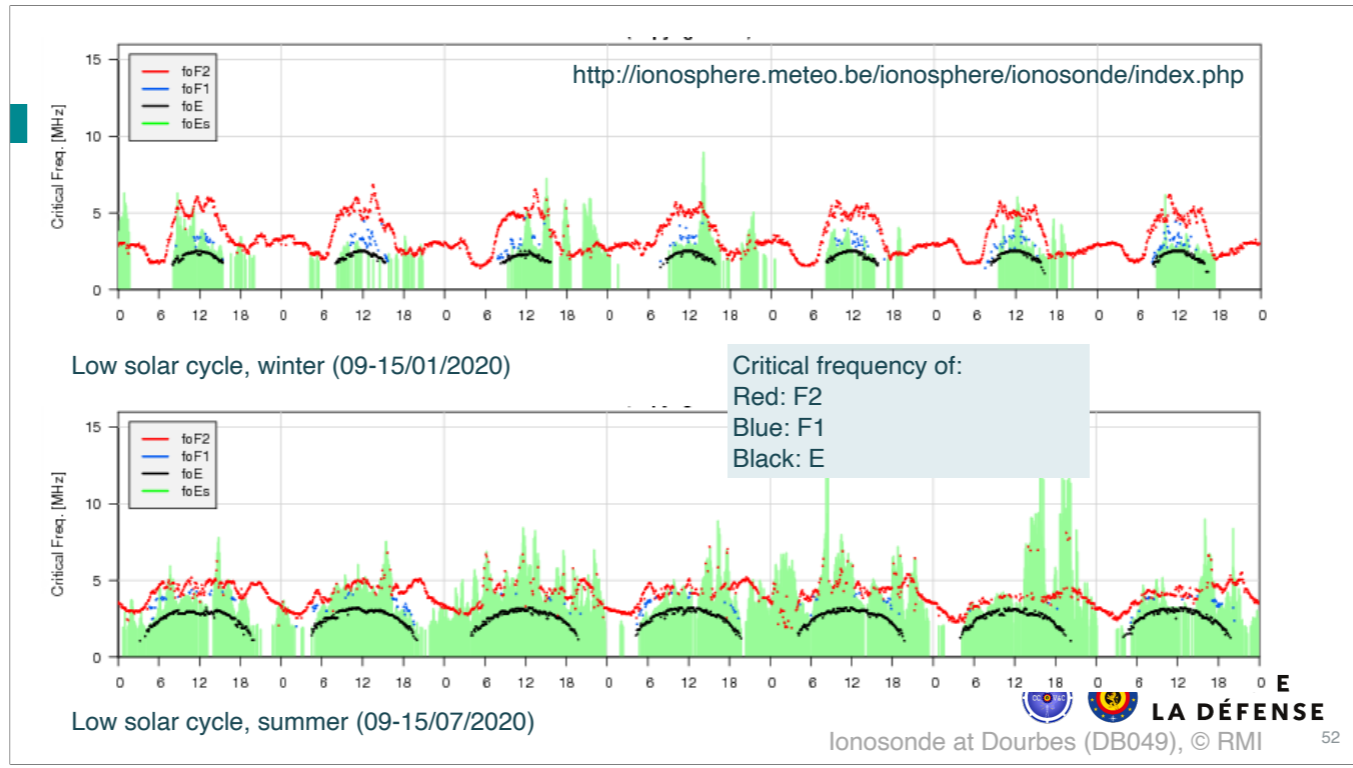 http://ionosphere.meteo.be/ionosphere/ionosonde/index.php
15
10
5
0
Critical Freq. [MHz]
foF2
foF1
foE
foEs
0 6 12 18 0 6 12 18 0 6 12 18 0 6 12 18 0 6 12 18 0 6 12 18 0 6 12 18 0
Low solar cycle, winter (09-15/01/2020)
Critical frequency of:
Red: F2
Blue: F1
Black: E
15
10
5
0
Critical Freq. [MHz]
foF2
foF1
foE
foEs
0 6 12 18 0 6 12 18 0 6 12 18 0 6 12 18 0 6 12 18 0 6 12 18 0 6 12 18 0
Low solar cycle, summer (09-15/07/2020)
E
LA DÉFENSE
Ionosonde at Dourbes (DB049), © RMI
52